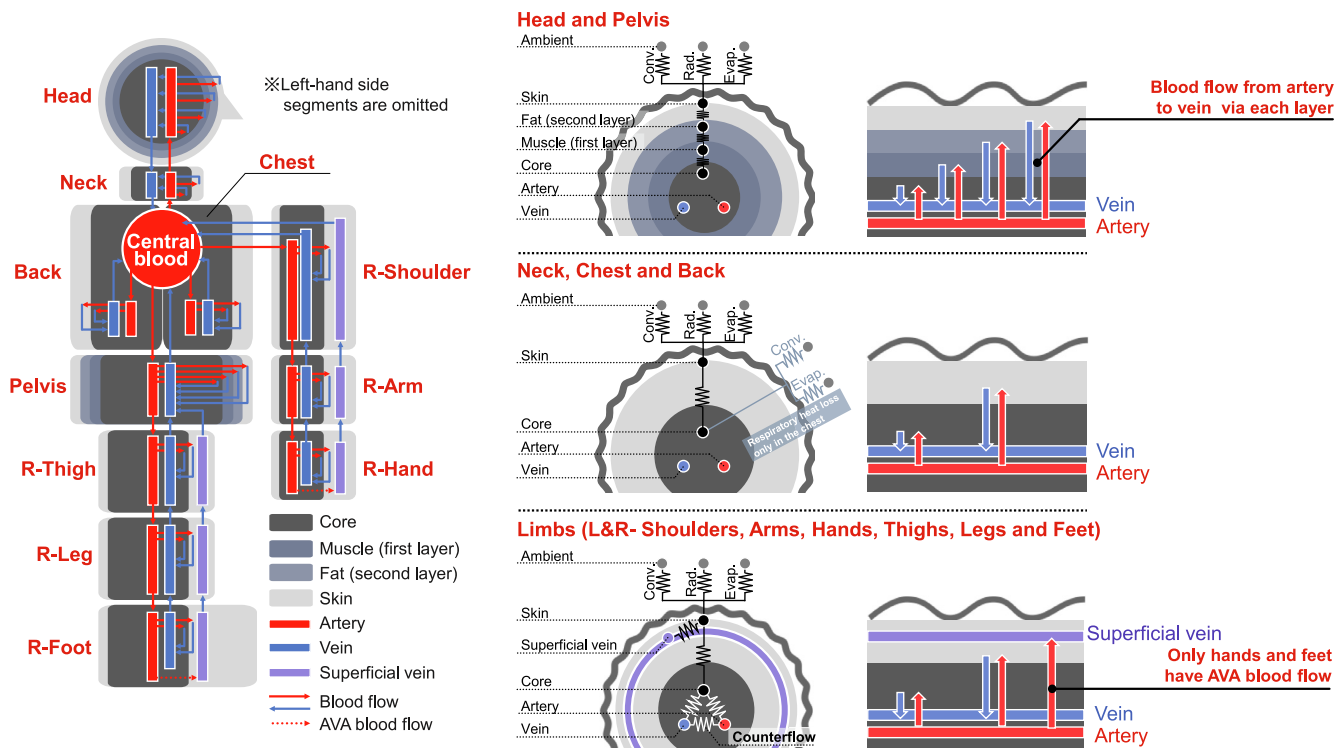 Head
※Left-hand side
segments are omitted
Chest
Neck
Central
blood
Back
R-Shoulder
Pelvis
R-Arm
R-Thigh
R-Hand
R-Leg
R-Foot
Core
Muscle (first layer)
Fat (second layer)
Skin
Artery
Vein
Superficial vein
Blood flow
AVA blood flow
Head and Pelvis
Ambient
Conv.
Rad.
Evap.
Skin
Fat (second layer)
Muscle (first layer)
Core
Artery
Vein
Blood flow from artery
to vein via each layer
Vein
Artery
Neck, Chest and Back
Ambient
Conv.
Rad.
Evap.
Skin
Conv.
Evap.
Respiratory heat loss
only in the chest
Core
Artery
Vein
Vein
Artery
Limbs (L&R- Shoulders, Arms, Hands, Thighs, Legs and Feet)
Ambient
Conv.
Rad.
Evap.
Skin
Superficial vein
Core
Artery
Vein
Counterflow
Superficial vein
Only hands and feet
have AVA blood flow
Vein
Artery